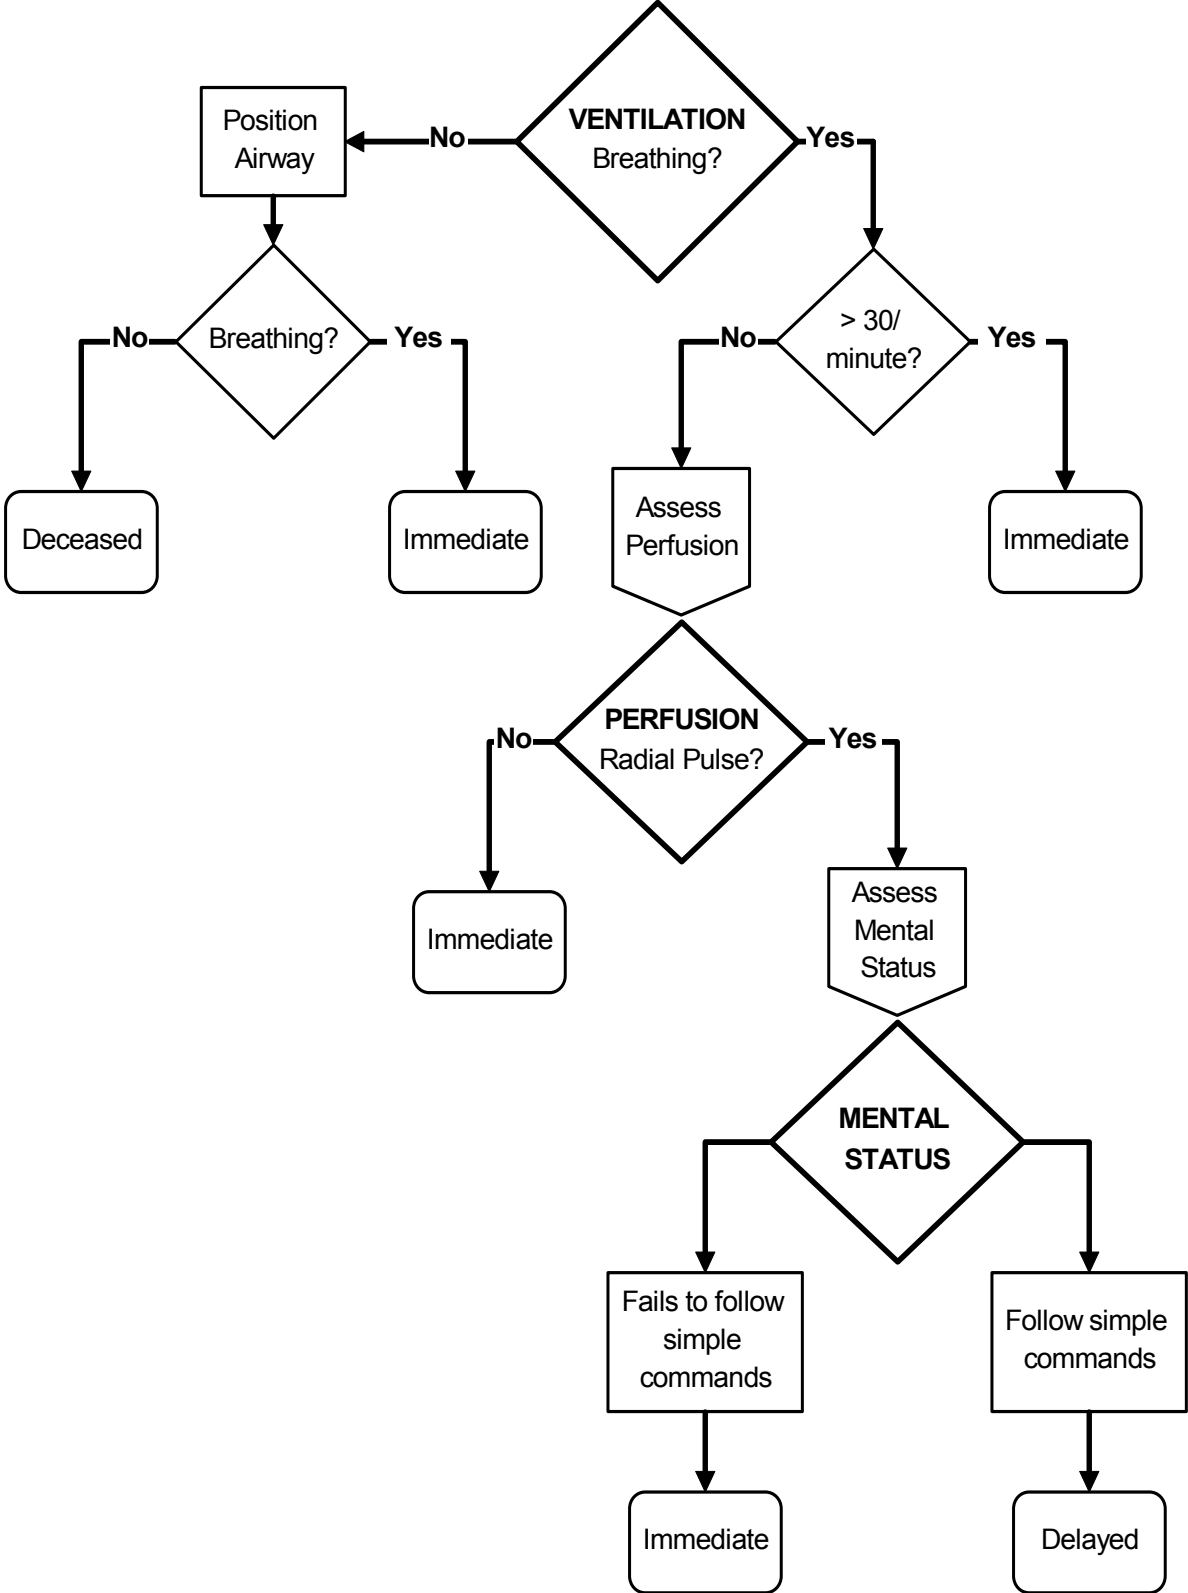 VENTILATION
Breathing?
No
Yes
Position
Airway
Breathing?
No
Yes
> 30/
minute?
No
Yes
Deceased
Immediate
Assess
Perfusion
Immediate
PERFUSION
Radial Pulse?
No
Yes
Immediate
Assess
Mental
Status
MENTAL
STATUS
Fails to follow
simple
commands
Follow simple
commands
Immediate
Delayed